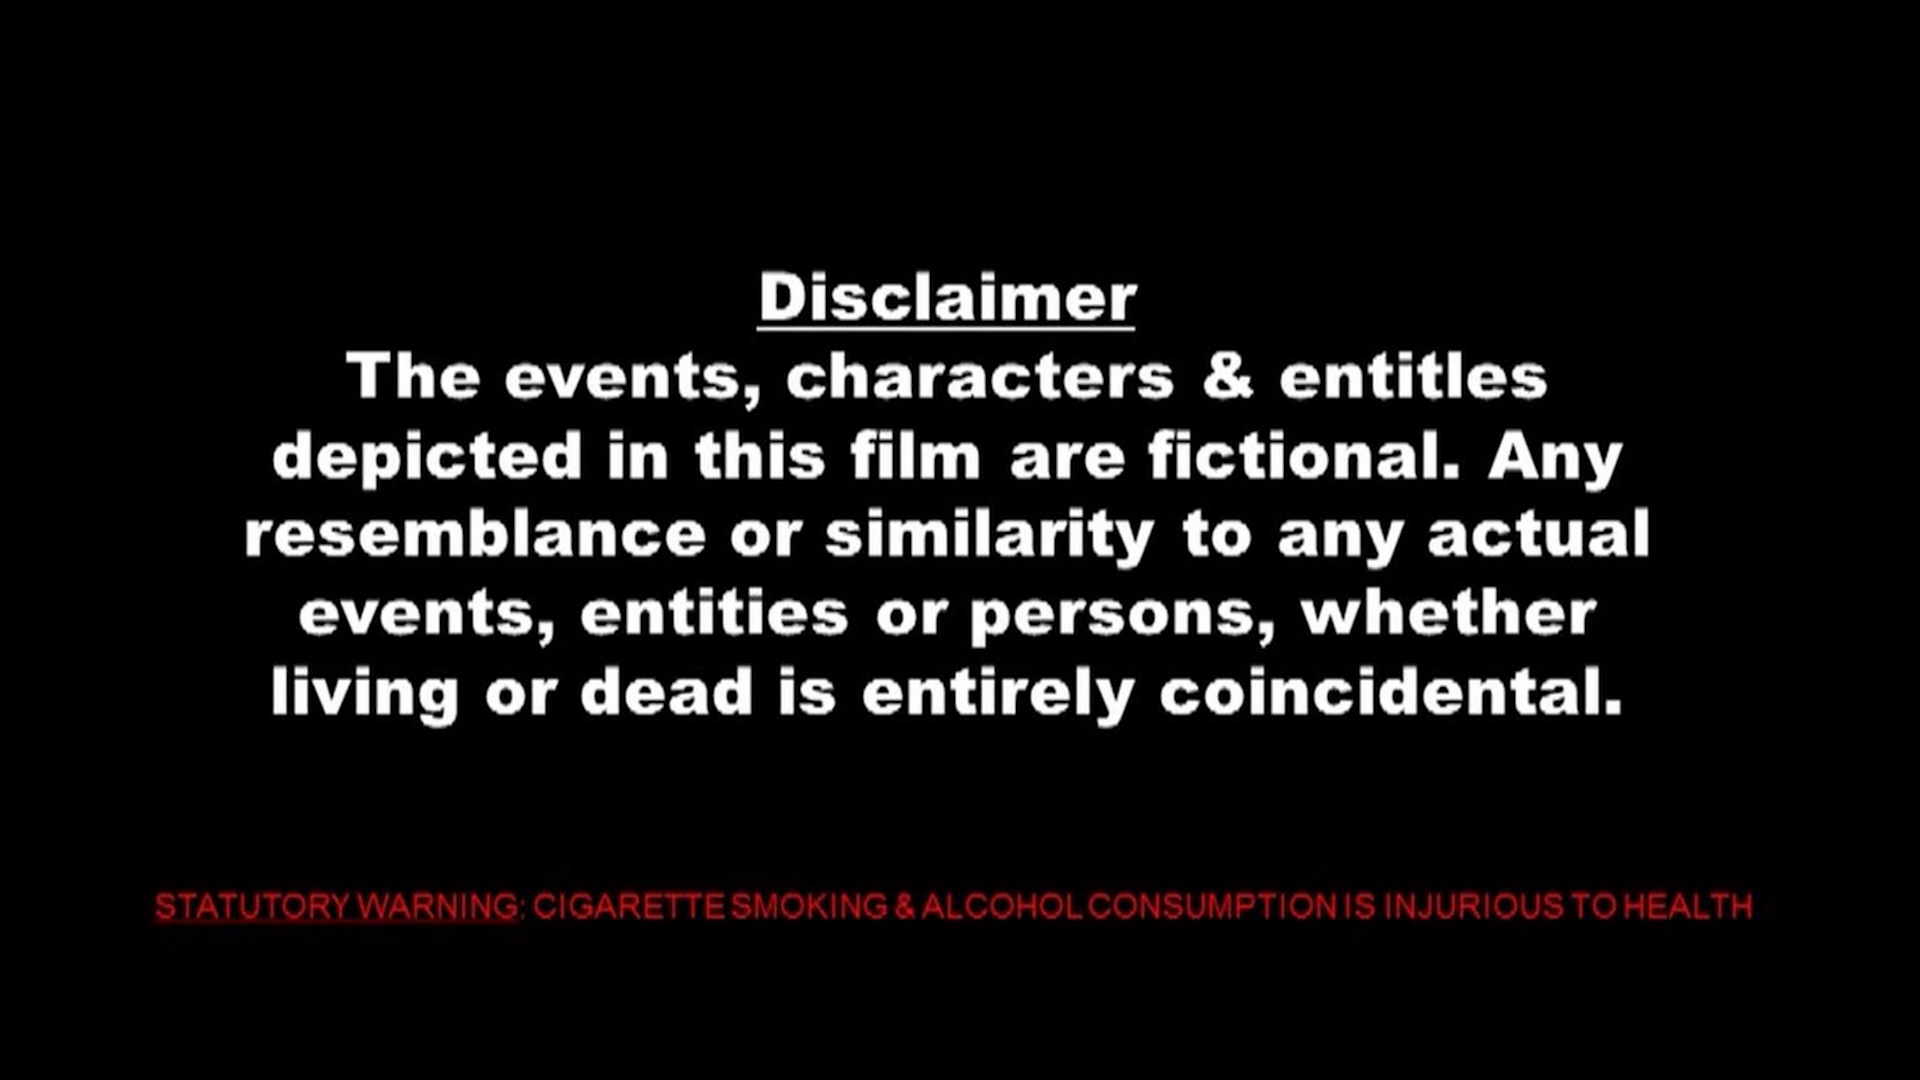 Disclaimer
The events, characters & entitles
depicted in this film are fictional. Any
resemblance or similarity to any actual
events, entities or persons, whether
living or dead is entirely coincidental.
STATUTORY WARNING: CIGARETTE SMOKING & ALCOHOL CONSUMPTION IS INJURIOUS TO HEALTH